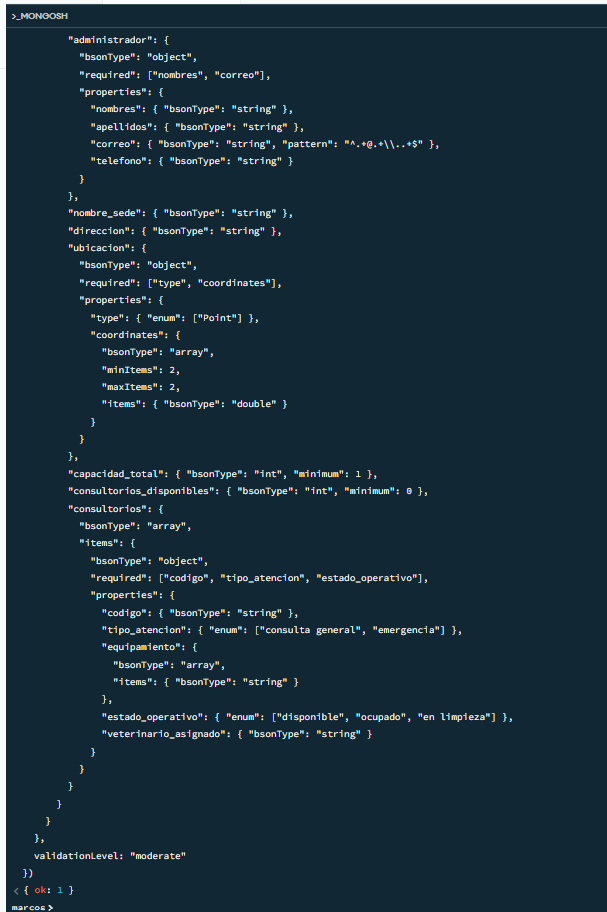 >_MONGOSH
"administrador": {
"bsonType": "object",
"required": ["nombres", "correo"],
"properties": {
"nombres": { "bsonType": "string" },
"apellidos": { "bsonType": "string" },
"correo": { "bsonType": "string", "pattern": "^.+@.+\\..+$" },
"telefono": { "bsonType": "string" }
}
},
"nombre_sede": { "bsonType": "string" },
"direccion": { "bsonType": "string" },
"ubicacion": {
"bsonType": "object",
"required": ["type", "coordinates"],
"properties": {
"type": { "enum": ["Point"] },
"coordinates": {
"bsonType": "array",
"minItems": 2,
"maxItems": 2,
"items": { "bsonType": "double" }
}
}
},
"capacidad_total": { "bsonType": "int", "minimum": 1 },
"consultorios_disponibles": { "bsonType": "int", "minimum": 0 },
"consultorios": {
"bsonType": "array",
"items": {
"bsonType": "object",
"required": ["codigo", "tipo_atencion", "estado_operativo"],
"properties": {
"codigo": { "bsonType": "string" },
"tipo_atencion": { "enum": ["consulta general", "emergencia"] },
"equipamiento": {
"bsonType": "array",
"items": { "bsonType": "string" }
},
"estado_operativo": { "enum": ["disponible", "ocupado", "en limpieza"] },
"veterinario_asignado": { "bsonType": "string" }
}
}
}
}
}
},
validationLevel: "moderate"
})
< { ok: 1 }
marcos >